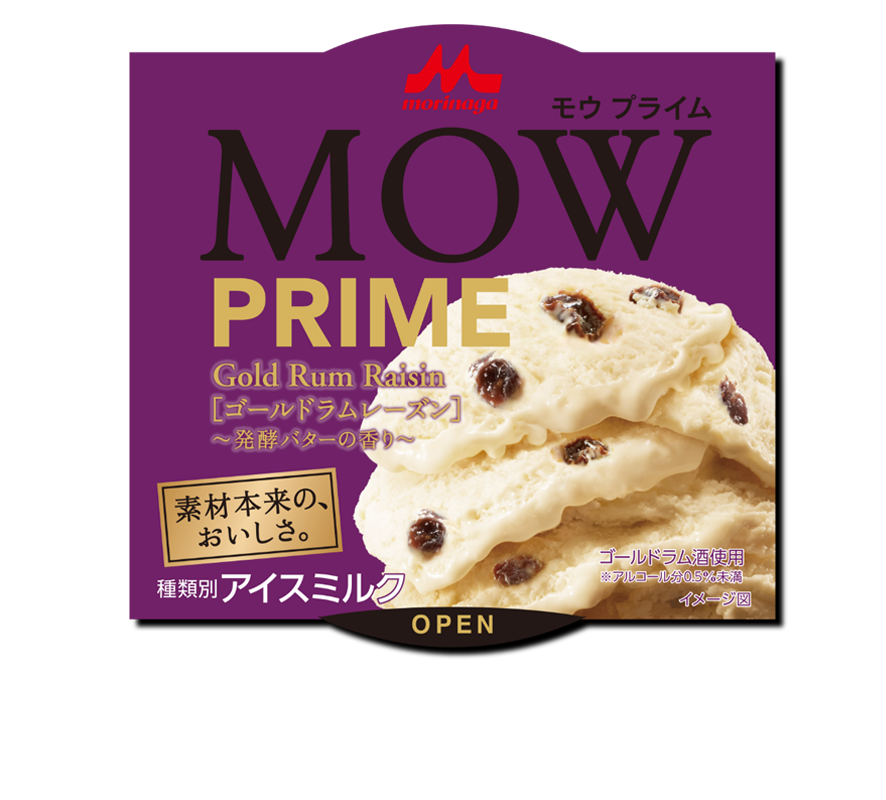 morinaga
モウ プライム
MOW
PRIME
Gold Rum Raisin
[ゴールドラムレーズン]
～発酵バターの香り～
素材本来の、
おいしさ。
種類別 アイスミルク
ゴールドラム酒使用
※アルコール分0.5%未満
イメージ図
OPEN